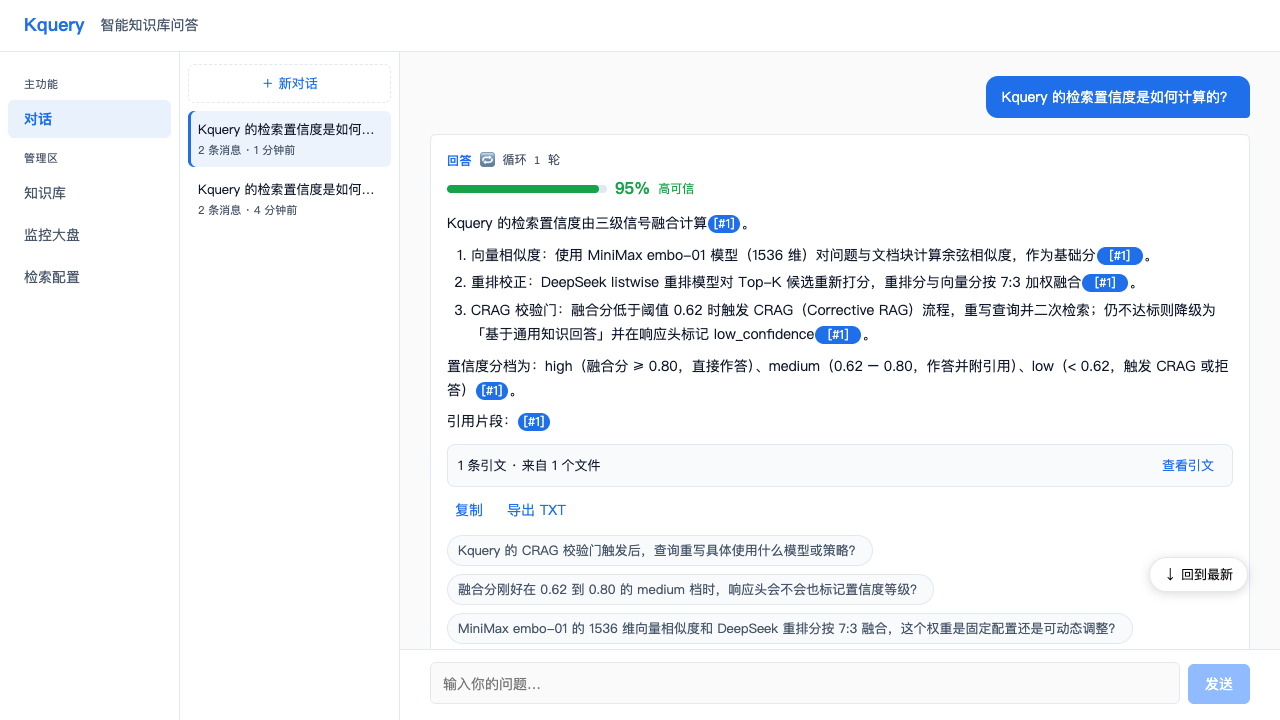 Kquery 智能知识库问答
主功能
对话
管理区
知识库
监控大盘
检索配置
+ 新对话
Kquery 的检索置信度是如何...
2 条消息 · 1 分钟前
Kquery 的检索置信度是如何...
2 条消息 · 4 分钟前
Kquery 的检索置信度是如何计算的?
回答 🔁 循环 1 轮
95% 高可信
Kquery 的检索置信度由三级信号融合计算[#1]。
1. 向量相似度：使用 MiniMax embo-01 模型（1536 维）对问题与文档块计算余弦相似度，作为基础分[#1]。
2. 重排校正：DeepSeek listwise 重排模型对 Top-K 候选重新打分，重排分与向量分按 7:3 加权融合[#1]。
3. CRAG 校验门：融合分低于阈值 0.62 时触发 CRAG（Corrective RAG）流程，重写查询并二次检索；仍不达标则降级为
「基于通用知识回答」并在响应头标记 low_confidence[#1]。
置信度分档为：high（融合分 ≥ 0.80，直接作答）、medium（0.62 – 0.80，作答并附引用）、low（< 0.62，触发 CRAG 或拒
答）[#1]。
引用片段：[#1]
1 条引文 · 来自 1 个文件 查看引文
复制 导出 TXT
Kquery 的 CRAG 校验门触发后，查询重写具体使用什么模型或策略？
融合分刚好在 0.62 到 0.80 的 medium 档时，响应头会不会也标记置信度等级？
MiniMax embo-01 的 1536 维向量相似度和 DeepSeek 重排分按 7:3 融合，这个权重是固定配置还是可动态调整？
↓ 回到最新
输入你的问题...
发送